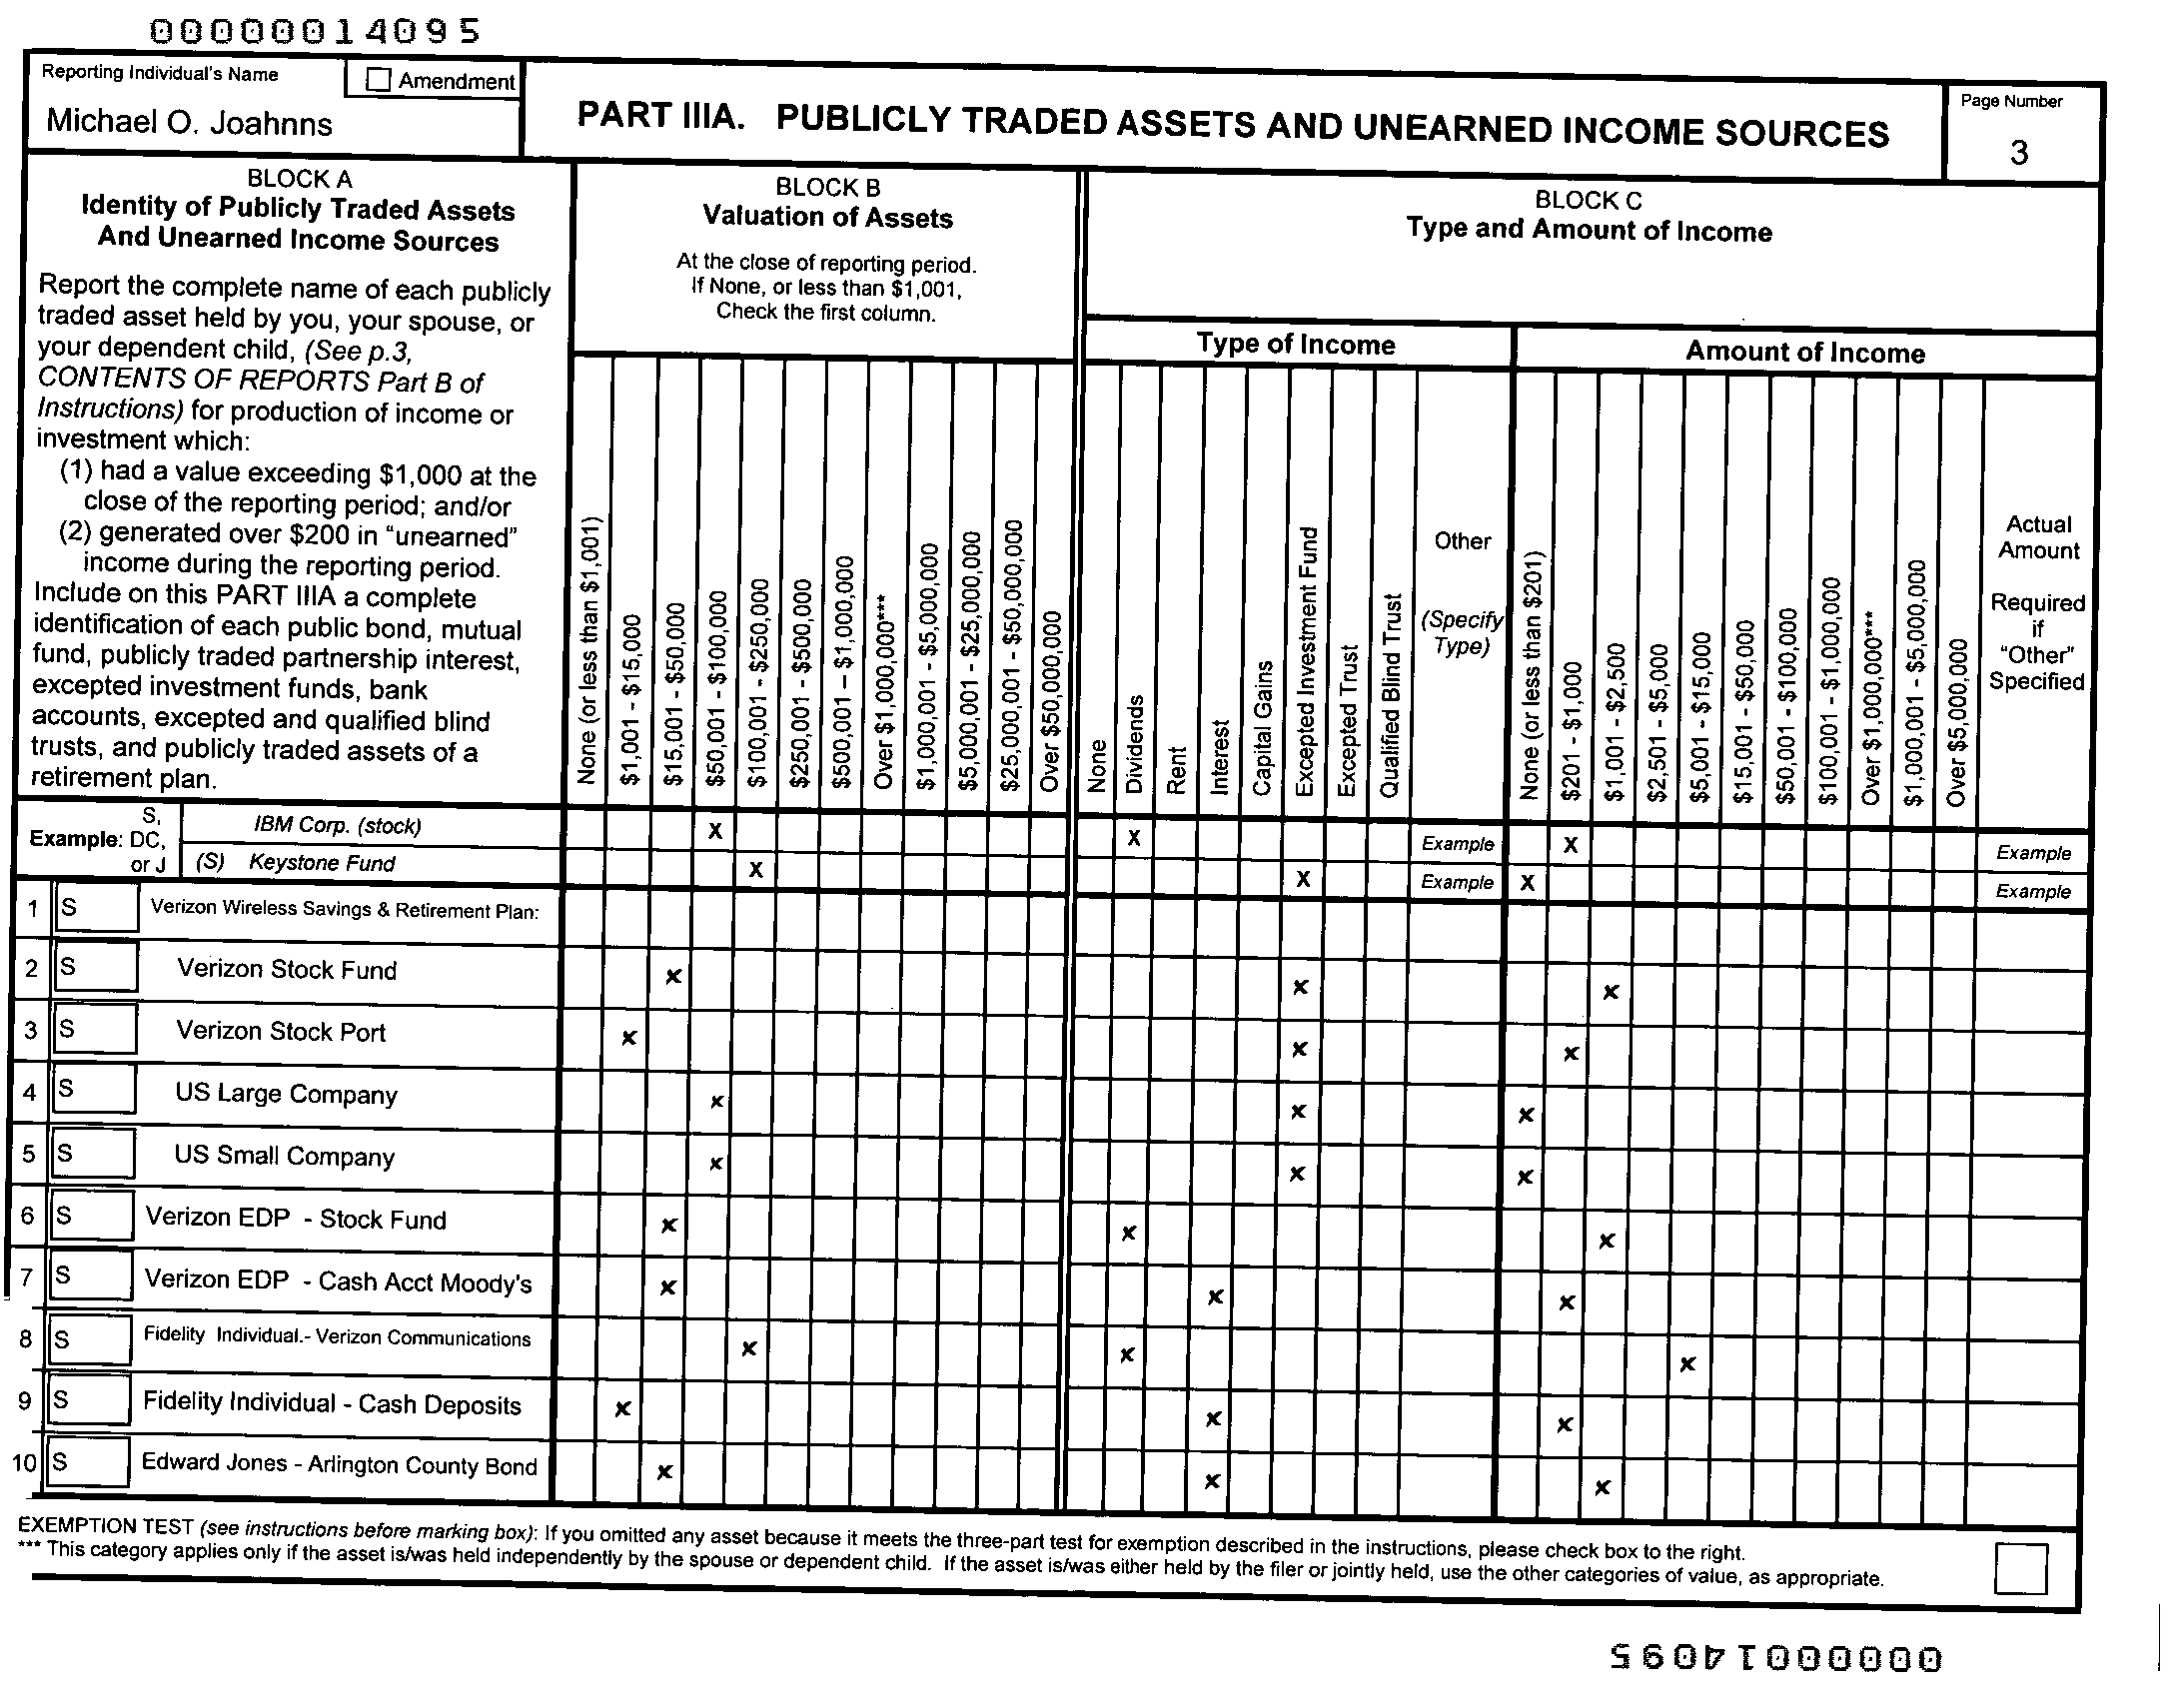 00000014095
Reporting Individual's Name
Amendment
Michael O. Joahnns
PART IIIA. PUBLICLY TRADED ASSETS AND UNEARNED INCOME SOURCES
Page Number
3
BLOCK A
Identity of Publicly Traded Assets
And Unearned Income Sources
Report the complete name of each publicly
traded asset held by you, your spouse, or
your dependent child, (See p.3,
CONTENTS OF REPORTS Part B of
Instructions) for production of income or
investment which:
(1) had a value exceeding $1,000 at the
close of the reporting period; and/or
(2) generated over $200 in “unearned”
income during the reporting period.
Include on this PART IIIA a complete
identification of each public bond, mutual
fund, publicly traded partnership interest,
excepted investment funds, bank
accounts, excepted and qualified blind
trusts, and publicly traded assets of a
retirement plan.
BLOCK B
Valuation of Assets
At the close of reporting period.
If None, or less than $1,001,
Check the first column.
None (or less than $1,001)
$1,001 - $15,000
$15,001 - $50,000
$50,001 - $100,000
$100,001 - $250,000
$250,001 - $500,000
$500,001 – $1,000,000
Over $1,000,000***
$1,000,001 - $5,000,000
$5,000,001 - $25,000,000
$25,000,001 - $50,000,000
Over $50,000,000
BLOCK C
Type and Amount of Income
Type of Income
None
Dividends
Rent
Interest
Capital Gains
Excepted Investment Fund
Excepted Trust
Qualified Blind Trust
Other
(Specify
Type)
Amount of Income
None (or less than $201)
$201 - $1,000
$1,001 - $2,500
$2,501 - $5,000
$5,001 - $15,000
$15,001 - $50,000
$50,001 - $100,000
$100,001 - $1,000,000
Over $1,000,000***
$1,000,001 - $5,000,000
Over $5,000,000
Actual
Amount
Required
if
“Other”
Specified
Example: S, DC, or J
IBM Corp. (stock) X X Example X Example
(S) Keystone Fund X X Example X Example
1 S Verizon Wireless Savings & Retirement Plan:
2 S Verizon Stock Fund x x x
3 S Verizon Stock Port x x x
4 S US Large Company x x x
5 S US Small Company x x x
6 S Verizon EDP - Stock Fund x x x
7 S Verizon EDP - Cash Acct Moody's x x x
8 S Fidelity Individual.- Verizon Communications x x x
9 S Fidelity Individual - Cash Deposits x x x
10 S Edward Jones - Arlington County Bond x x x
EXEMPTION TEST (see instructions before marking box): If you omitted any asset because it meets the three-part test for exemption described in the instructions, please check box to the right.
*** This category applies only if the asset is/was held independently by the spouse or dependent child. If the asset is/was either held by the filer or jointly held, use the other categories of value, as appropriate.
00000014095